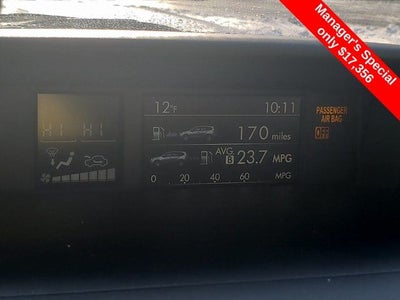 Manager's Special
only $17,356
12°F 10:11
HI HI
170 miles
PASSENGER
AIR BAG
OFF
AVG.
B 23.7 MPG
0 20 40 60 MPG